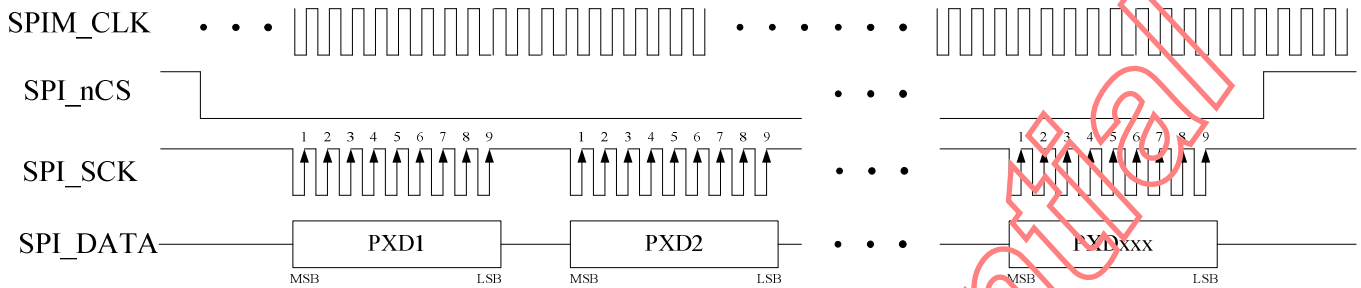 SPIM_CLK
SPI_nCS
1 2 3 4 5 6 7 8 9 1 2 3 4 5 6 7 8 9 1 2 3 4 5 6 7 8 9
SPI_SCK
SPI_DATA PXD1 PXD2 PXDxxx
MSB LSB MSB LSB MSB LSB
ntial